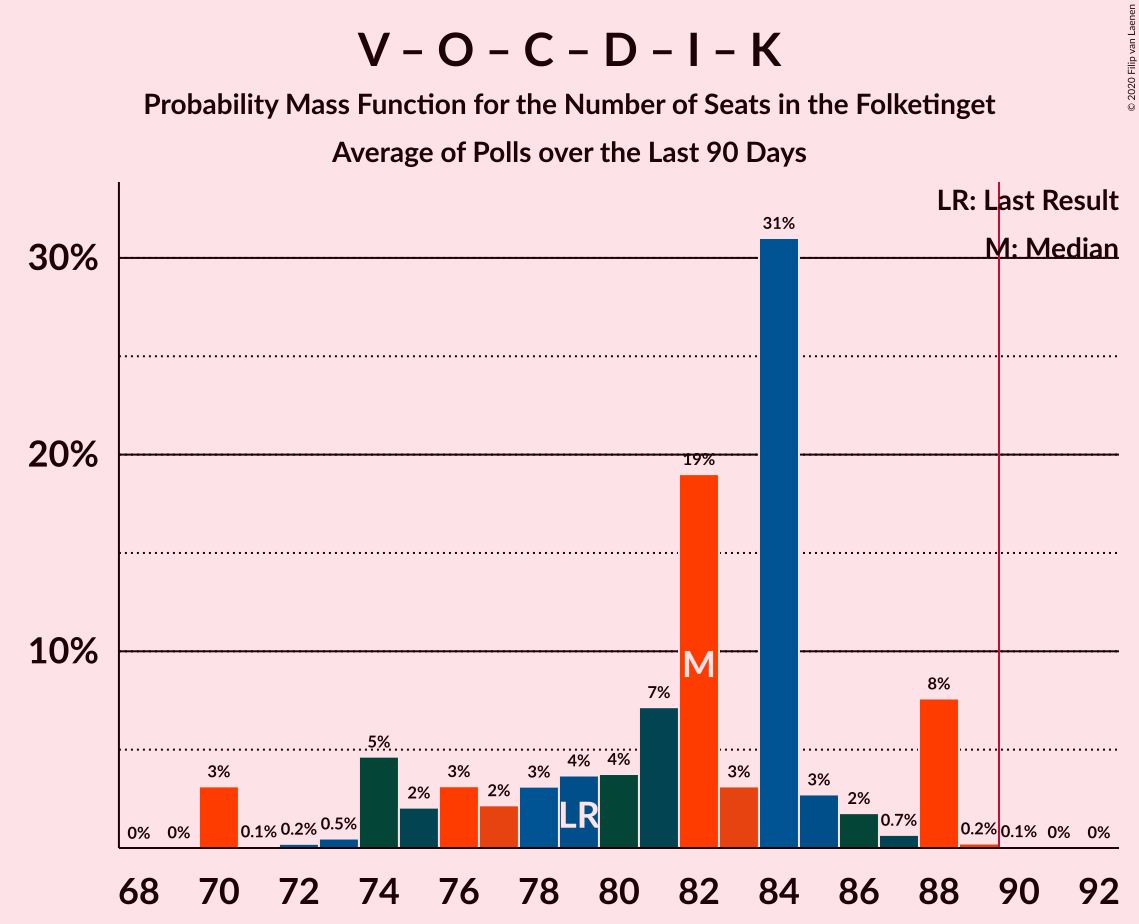 V – O – C – D – I – K
Probability Mass Function for the Number of Seats in the Folketinget
Average of Polls over the Last 90 Days
© 2020 Filip van Laenen
LR: Last Result
M: Median
30%
20%
10%
0% 0% 3% 0.1% 0.2% 0.5% 5% 2% 3% 2% 3% 4% 4% 7% 19% 3% 31% 3% 2% 0.7% 8% 0.2% 0.1% 0% 0%
M
LR
68 70 72 74 76 78 80 82 84 86 88 90 92